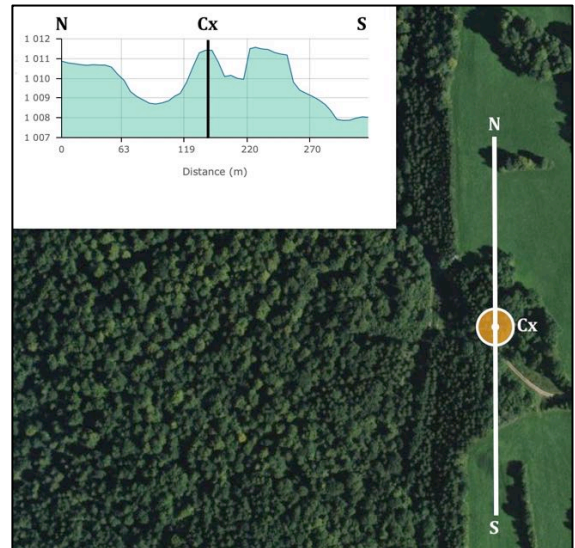 N Cx S
1 012
1 011
1 010
1 009
1 008
1 007
0 63 119 220 270
Distance (m)
N
Cx
S